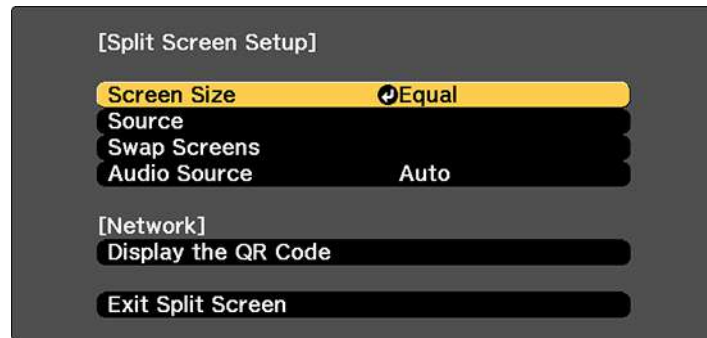 [Split Screen Setup]
Screen Size Equal
Source
Swap Screens
Audio Source Auto
[Network]
Display the QR Code
Exit Split Screen